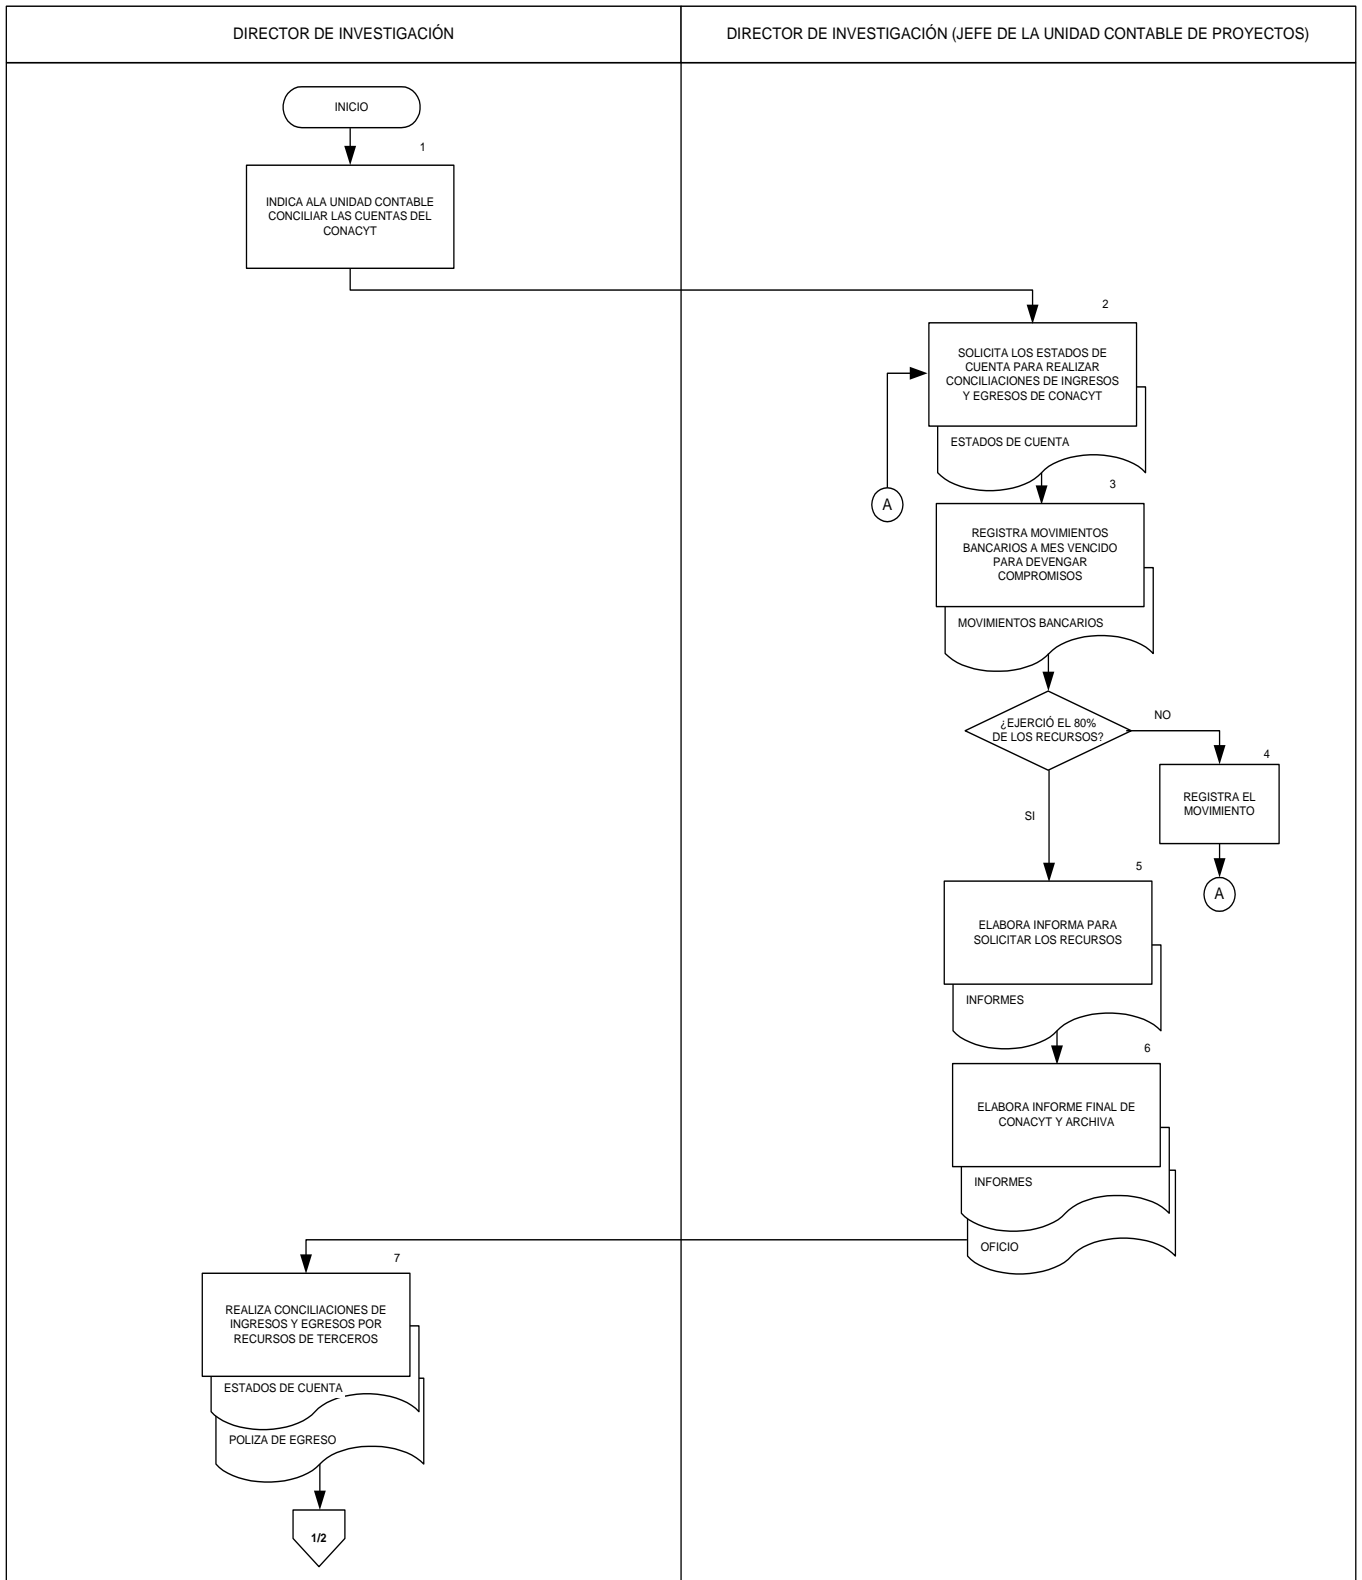 DIRECTOR DE INVESTIGACIÓN
DIRECTOR DE INVESTIGACIÓN (JEFE DE LA UNIDAD CONTABLE DE PROYECTOS)
INICIO
1
INDICA ALA UNIDAD CONTABLE
CONCILIAR LAS CUENTAS DEL
CONACYT
2
SOLICITA LOS ESTADOS DE
CUENTA PARA REALIZAR
CONCILIACIONES DE INGRESOS
Y EGRESOS DE CONACYT
ESTADOS DE CUENTA
A
3
REGISTRA MOVIMIENTOS
BANCARIOS A MES VENCIDO
PARA DEVENGAR
COMPROMISOS
MOVIMIENTOS BANCARIOS
¿EJERCIÓ EL 80%
DE LOS RECURSOS?
NO
4
REGISTRA EL
MOVIMIENTO
A
SI
5
ELABORA INFORMA PARA
SOLICITAR LOS RECURSOS
INFORMES
6
ELABORA INFORME FINAL DE
CONACYT Y ARCHIVA
INFORMES
OFICIO
7
REALIZA CONCILIACIONES DE
INGRESOS Y EGRESOS POR
RECURSOS DE TERCEROS
ESTADOS DE CUENTA
POLIZA DE EGRESO
1/2